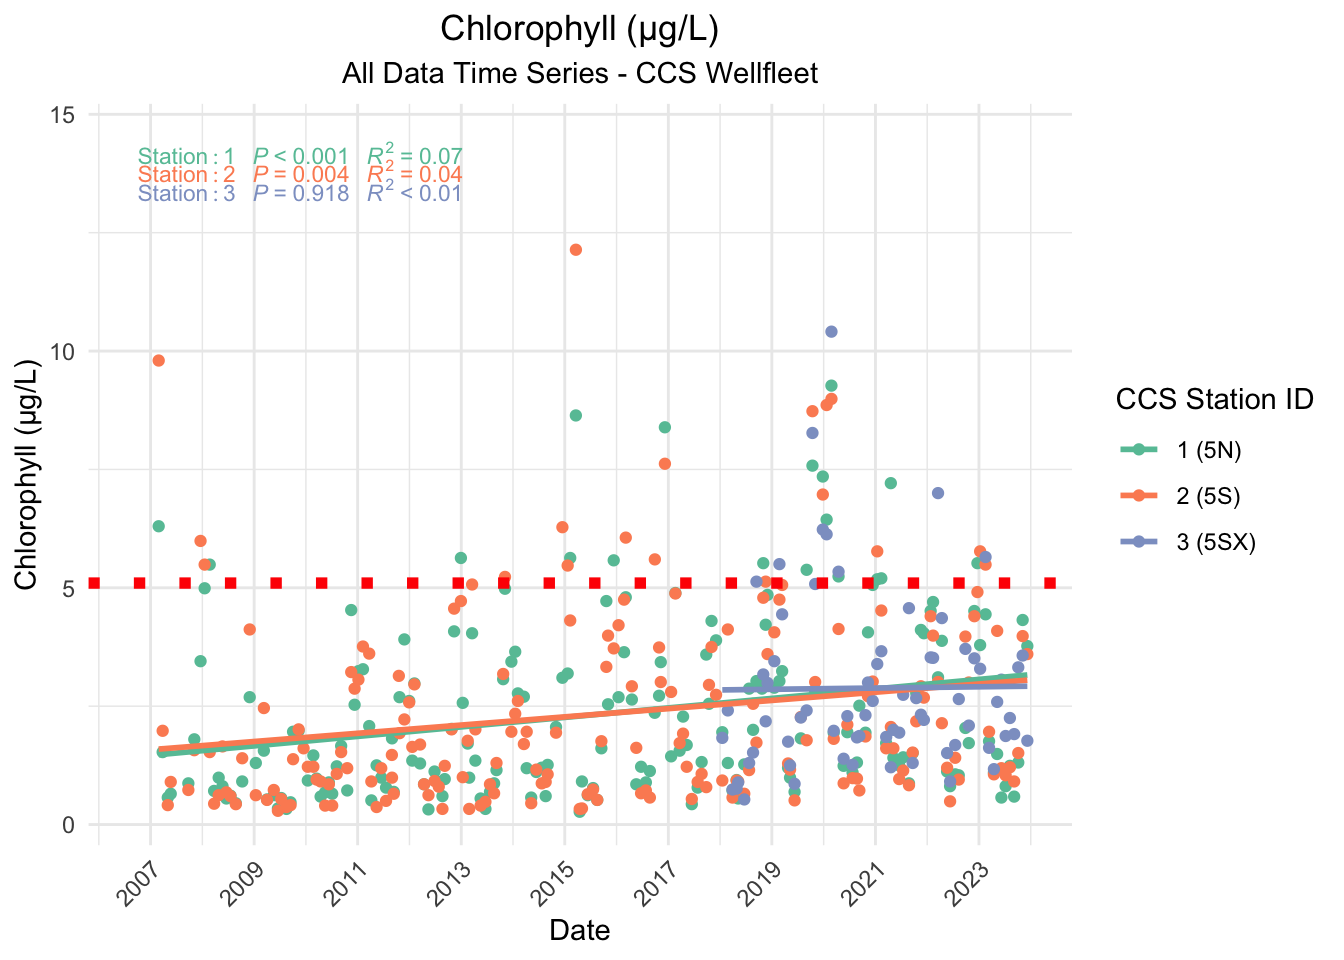 Chlorophyll (µg/L)
All Data Time Series - CCS Wellfleet
15
10
5
0
Chlorophyll (µg/L)
Station : 1 P < 0.001 R² = 0.07
Station : 2 P = 0.004 R² = 0.04
Station : 3 P = 0.918 R² < 0.01
2007 2009 2011 2013 2015 2017 2019 2021 2023
Date
CCS Station ID
1 (5N)
2 (5S)
3 (5SX)